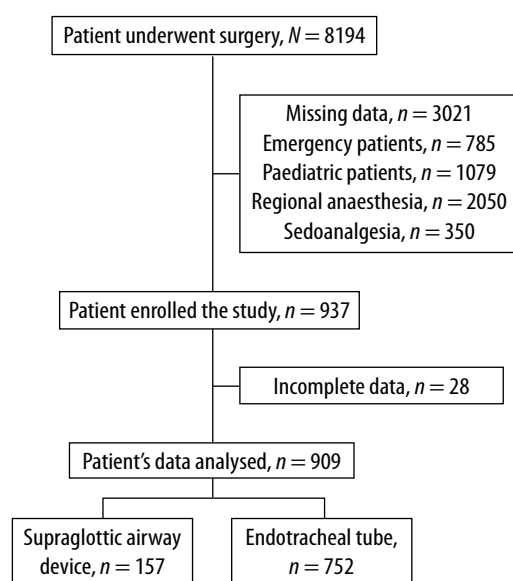 Patient underwent surgery, N = 8194
Missing data, n = 3021
Emergency patients, n = 785
Paediatric patients, n = 1079
Regional anaesthesia, n = 2050
Sedoanalgesia, n = 350
Patient enrolled the study, n = 937
Incomplete data, n = 28
Patient's data analysed, n = 909
Supraglottic airway
device, n = 157
Endotracheal tube,
n = 752